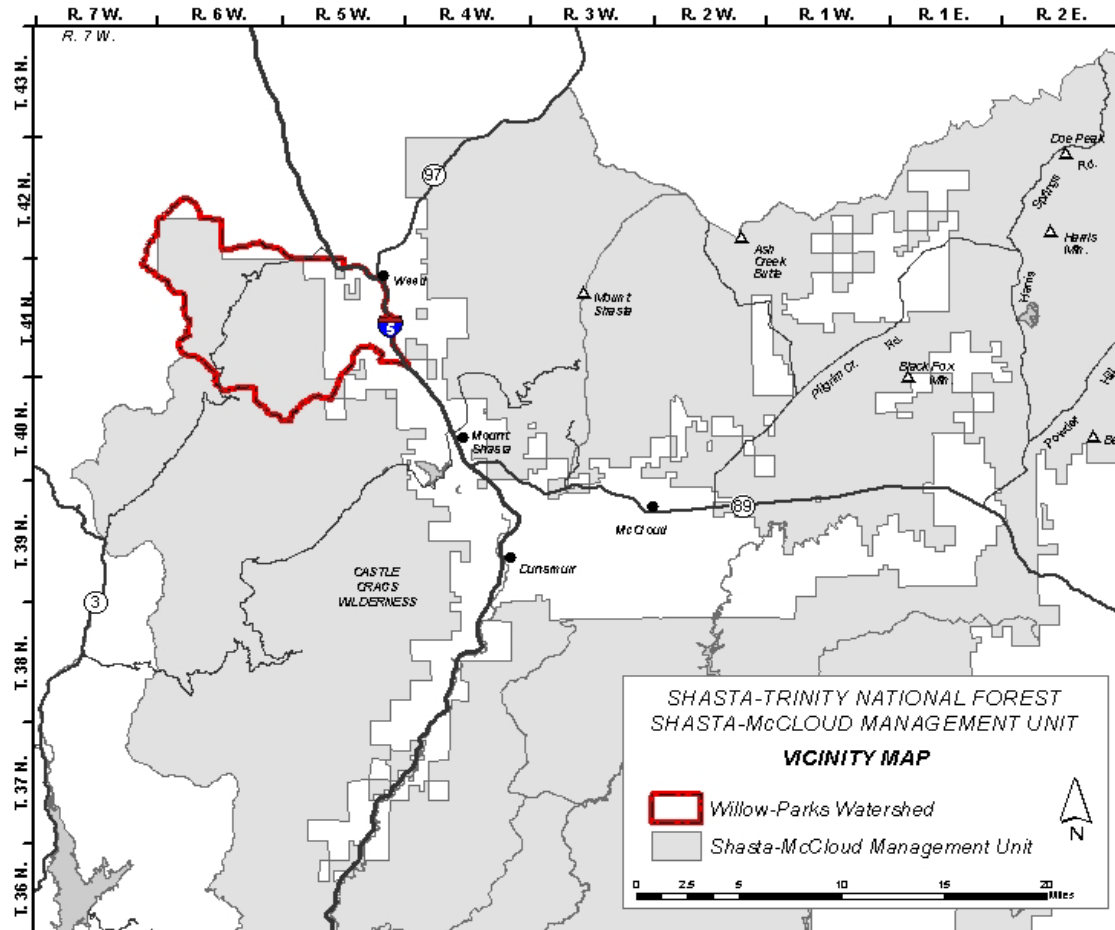 R. 7 W. R. 6 W. R. 5 W. R. 4 W. R. 3 W. R. 2 W. R. 1 W. R. 1 E. R. 2 E.
R. 7 W.
T. 43 N.
T. 42 N.
T. 41 N.
T. 40 N.
T. 39 N.
T. 38 N.
T. 37 N.
T. 36 N.
97
Doe Peak
Springs Rd.
Harris
Mtn.
Ash
Creek
Butte
Weed
Mount
Shasta
Harris
5
Pilgrim Cr. Rd.
Black Fox
Mtn.
Powder
Mount
Shasta
89
McCloud
Dunsmuir
CASTLE
CRAGS
WILDERNESS
3
SHASTA-TRINITY NATIONAL FOREST
SHASTA-McCLOUD MANAGEMENT UNIT
VICINITY MAP
Willow-Parks Watershed
Shasta-McCloud Management Unit
N
0 2.5 5 10 15 20
Miles